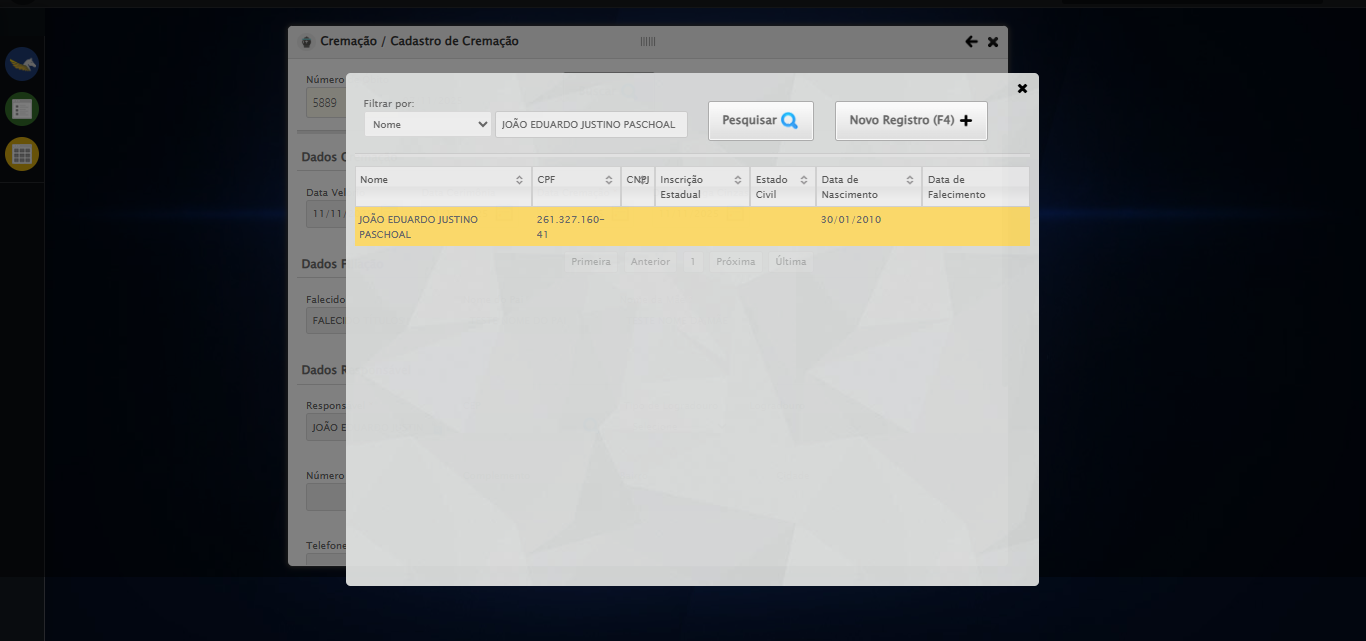 Cremação / Cadastro de Cremação
Número
5889
Filtrar por:
Nome
JOÃO EDUARDO JUSTINO PASCHOAL
Pesquisar
Novo Registro (F4)
Dados
Nome
CPF
CNPJ
Inscrição
Estadual
Estado
Civil
Data de
Nascimento
Data de
Falecimento
Data Vel
11/11/
JOÃO EDUARDO JUSTINO
PASCHOAL
261.327.160-
41
30/01/2010
Primeira
Anterior
1
Próxima
Última
Dados F
Falecido
FALECI
Dados R
Respons
JOÃO E
Número
Telefone